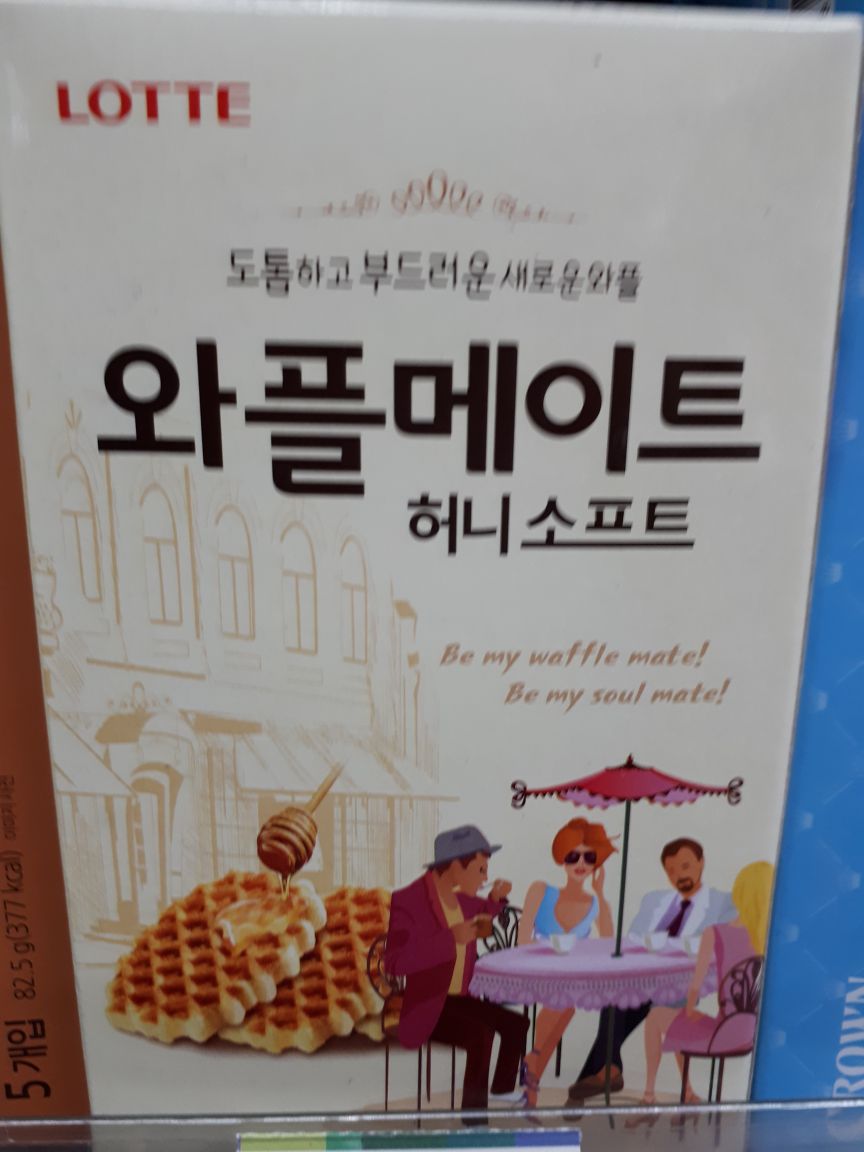 LOTTE
도톰하고 부드러운 새로운 와플
와플메이트
허니 소프트
Be my waffle mate!
Be my soul mate!
5개입 82.5 g(377 kcal)
CROWN